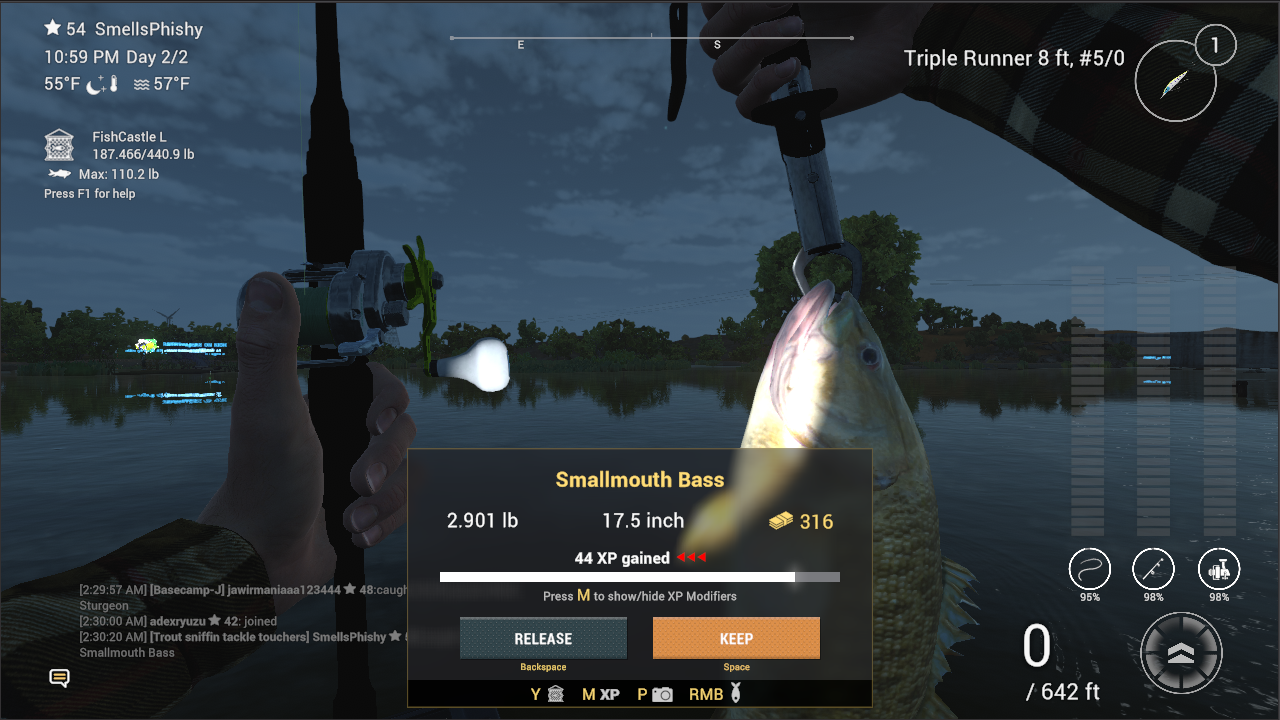 54 SmellsPhishy
10:59 PM Day 2/2
55°F 57°F
FishCastle L
187.466/440.9 lb
Max: 110.2 lb
Press F1 for help
E S
Triple Runner 8 ft, #5/0
1
Smallmouth Bass
2.901 lb 17.5 inch 316
44 XP gained
Press M to show/hide XP Modifiers
RELEASE KEEP
Backspace Space
Y M XP P RMB
[2:29:57 AM] [Basecamp-J] jawirmaniaaa123444 48:caugh
Sturgeon
[2:30:00 AM] adexryuzu 42: joined
[2:30:20 AM] [Trout sniffin tackle touchers] SmellsPhishy
Smallmouth Bass
95% 98% 98%
0
/ 642 ft